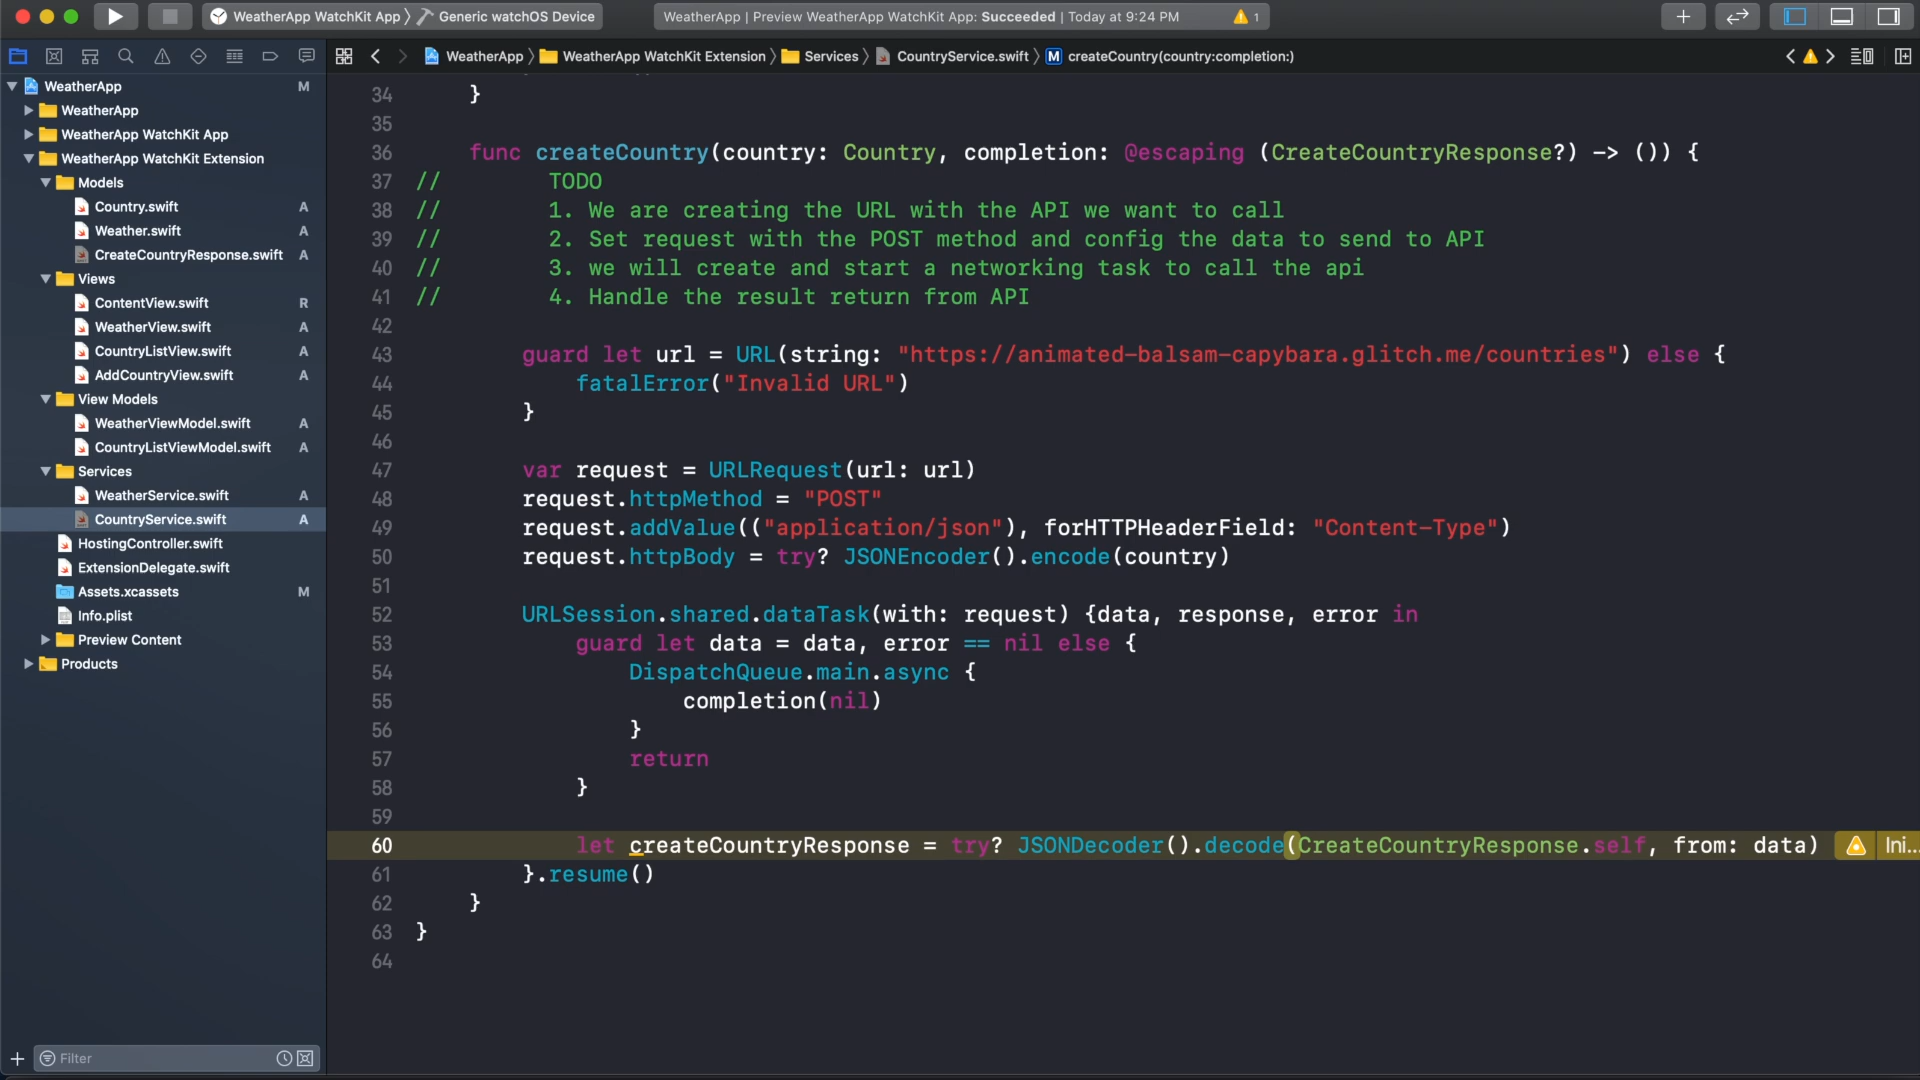 WeatherApp WatchKit App 〉 Generic watchOS Device
WeatherApp | Preview WeatherApp WatchKit App: Succeeded | Today at 9:24 PM
1
WeatherApp 〉 WeatherApp WatchKit Extension 〉 Services 〉 CountryService.swift 〉 M createCountry(country:completion:)
WeatherApp M
WeatherApp
WeatherApp WatchKit App
WeatherApp WatchKit Extension
Models
Country.swift A
Weather.swift A
CreateCountryResponse.swift A
Views
ContentView.swift R
WeatherView.swift A
CountryListView.swift A
AddCountryView.swift A
View Models
WeatherViewModel.swift A
CountryListViewModel.swift A
Services
WeatherService.swift A
CountryService.swift A
HostingController.swift
ExtensionDelegate.swift
Assets.xcassets M
Info.plist
Preview Content
Products
Filter
34 }
35
36 func createCountry(country: Country, completion: @escaping (CreateCountryResponse?) -> ()) {
37 // TODO
38 // 1. We are creating the URL with the API we want to call
39 // 2. Set request with the POST method and config the data to send to API
40 // 3. we will create and start a networking task to call the api
41 // 4. Handle the result return from API
42
43 guard let url = URL(string: "https://animated-balsam-capybara.glitch.me/countries") else {
44 fatalError("Invalid URL")
45 }
46
47 var request = URLRequest(url: url)
48 request.httpMethod = "POST"
49 request.addValue(("application/json"), forHTTPHeaderField: "Content-Type")
50 request.httpBody = try? JSONEncoder().encode(country)
51
52 URLSession.shared.dataTask(with: request) {data, response, error in
53 guard let data = data, error == nil else {
54 DispatchQueue.main.async {
55 completion(nil)
56 }
57 return
58 }
59
60 let createCountryResponse = try? JSONDecoder().decode(CreateCountryResponse.self, from: data) Ini...
61 }.resume()
62 }
63 }
64